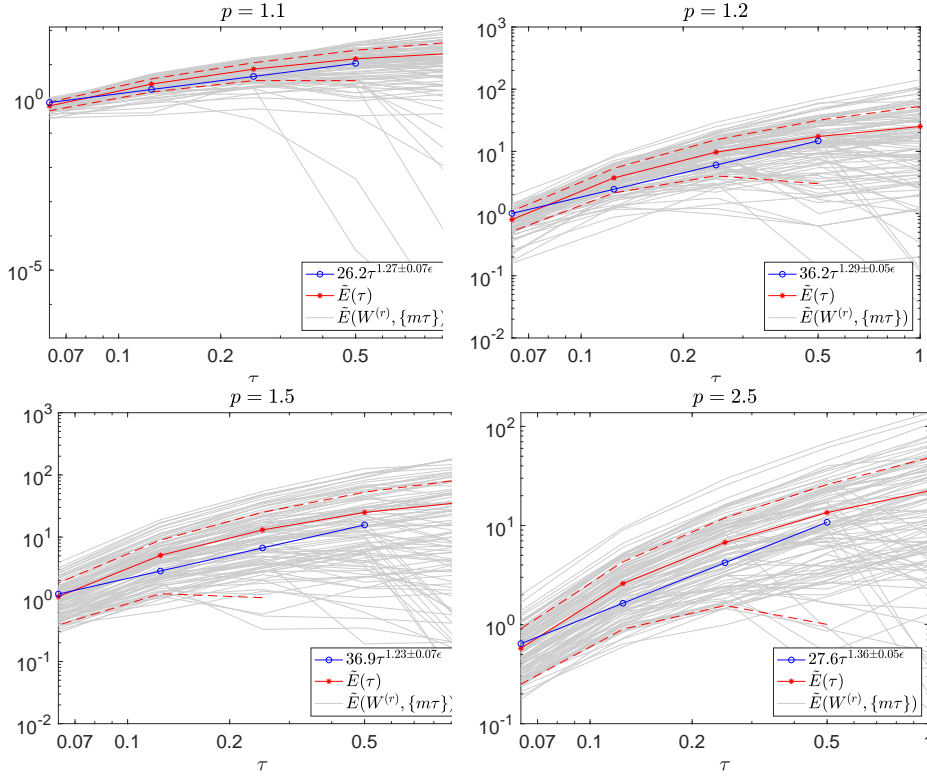 p = 1.1
10^0
10^-5
0.07 0.1 0.2 0.5
τ
26.2τ^1.27±0.07ϵ
Ẽ(τ)
Ẽ(W^(r), {mτ})
p = 1.2
10^3
10^2
10^1
10^0
10^-1
10^-2
0.07 0.1 0.2 0.5 1
τ
36.2τ^1.29±0.05ϵ
Ẽ(τ)
Ẽ(W^(r), {mτ})
p = 1.5
10^3
10^2
10^1
10^0
10^-1
10^-2
0.07 0.1 0.2 0.5
τ
36.9τ^1.23±0.07ϵ
Ẽ(τ)
Ẽ(W^(r), {mτ})
p = 2.5
10^2
10^1
10^0
10^-1
0.07 0.1 0.2 0.5
τ
27.6τ^1.36±0.05ϵ
Ẽ(τ)
Ẽ(W^(r), {mτ})